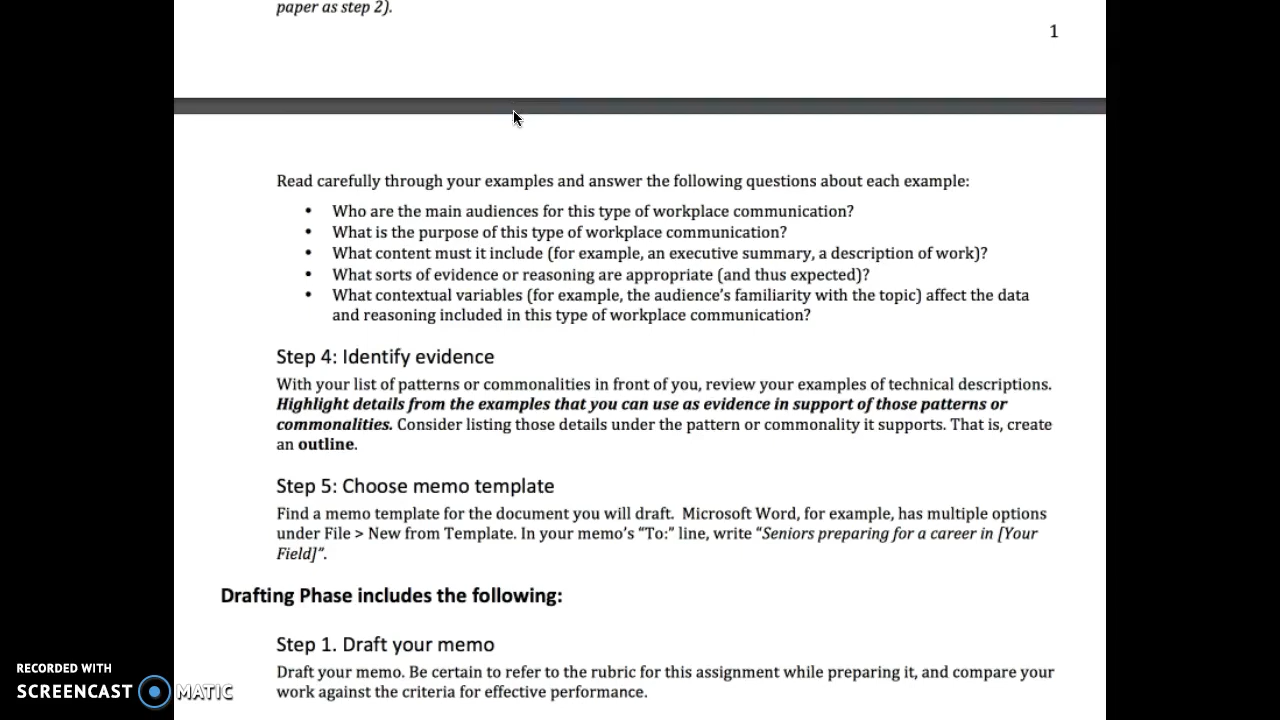 paper as step 2).
1
Read carefully through your examples and answer the following questions about each example:
• Who are the main audiences for this type of workplace communication?
• What is the purpose of this type of workplace communication?
• What content must it include (for example, an executive summary, a description of work)?
• What sorts of evidence or reasoning are appropriate (and thus expected)?
• What contextual variables (for example, the audience's familiarity with the topic) affect the data
and reasoning included in this type of workplace communication?
Step 4: Identify evidence
With your list of patterns or commonalities in front of you, review your examples of technical descriptions.
Highlight details from the examples that you can use as evidence in support of those patterns or
commonalities. Consider listing those details under the pattern or commonality it supports. That is, create
an outline.
Step 5: Choose memo template
Find a memo template for the document you will draft.  Microsoft Word, for example, has multiple options
under File > New from Template. In your memo's "To:" line, write "Seniors preparing for a career in [Your
Field]".
Drafting Phase includes the following:
Step 1. Draft your memo
Draft your memo. Be certain to refer to the rubric for this assignment while preparing it, and compare your
work against the criteria for effective performance.
RECORDED WITH
SCREENCAST MATIC